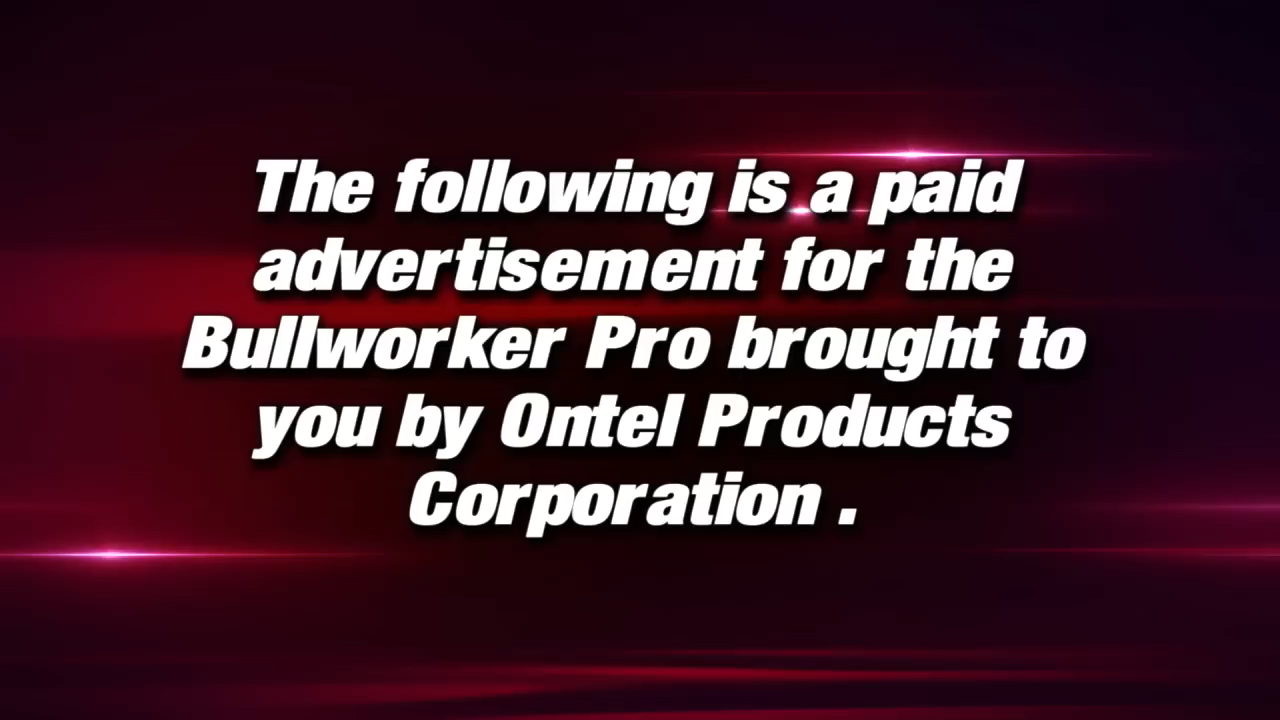 The following is a paid
advertisement for the
Bullworker Pro brought to
you by Ontel Products
Corporation .